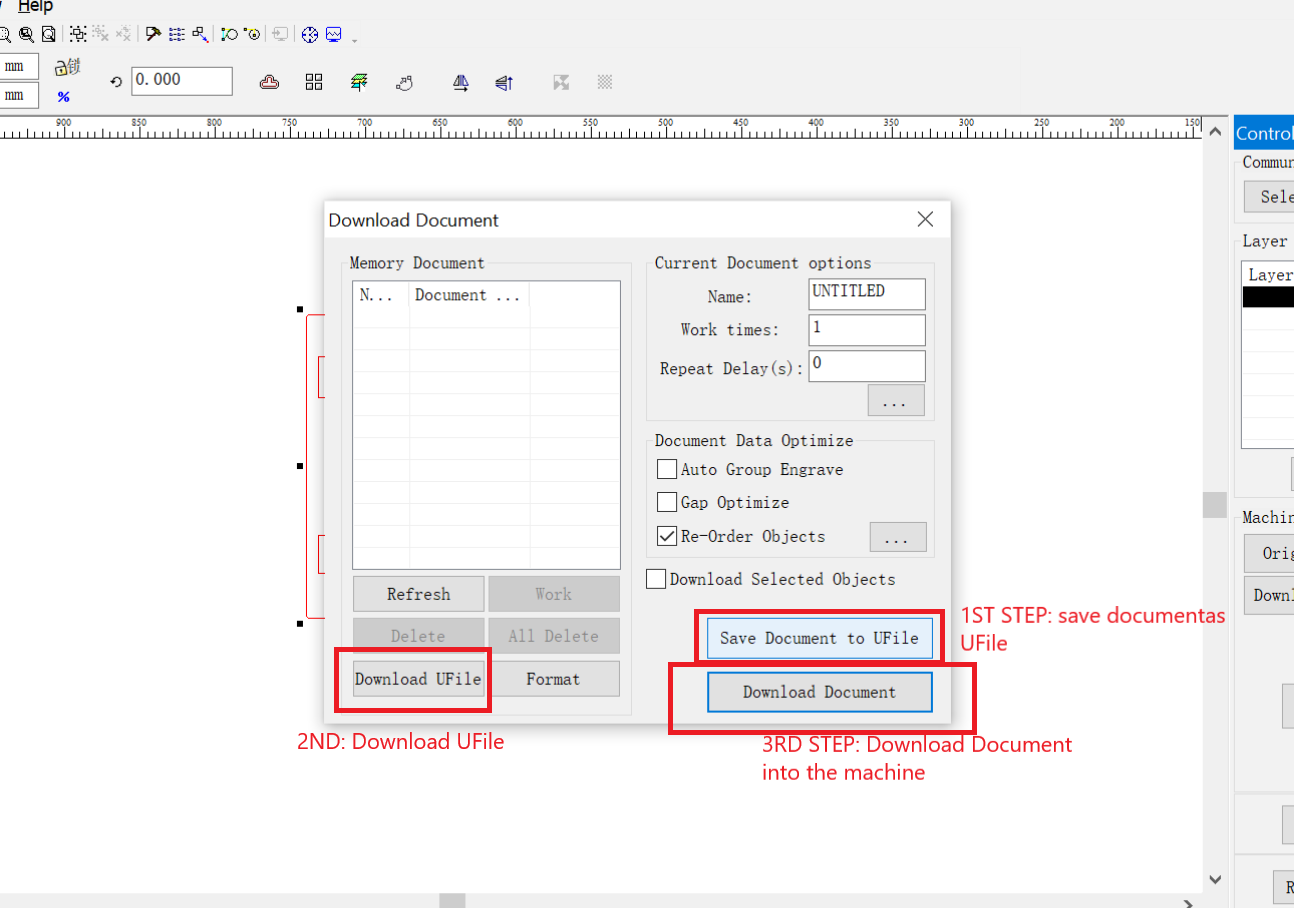 Help
mm
锁
0.000
mm
%
900 850 800 750 700 650 600 550 500 450 400 350 300 250 200 150
Control
Commun
Sele
Layer
Layer
Machin
Orig
Downl
R
Download Document
Memory Document
N... Document ...
Refresh Work
Delete All Delete
Download UFile Format
Current Document options
Name: UNTITLED
Work times: 1
Repeat Delay(s): 0
...
Document Data Optimize
Auto Group Engrave
Gap Optimize
Re-Order Objects ...
Download Selected Objects
Save Document to UFile
Download Document
1ST STEP: save documentas
UFile
2ND: Download UFile
3RD STEP: Download Document
into the machine